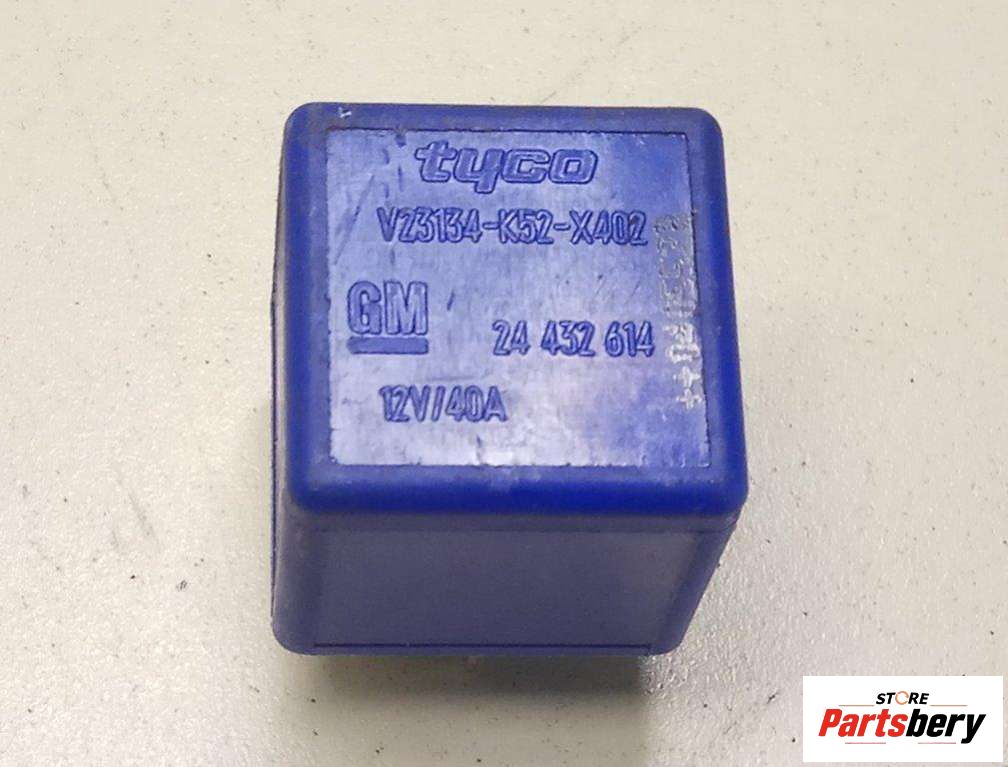 tyco
V23134-K52-X402
GM
24 432 614
12V/40A
STORE
Partsbery